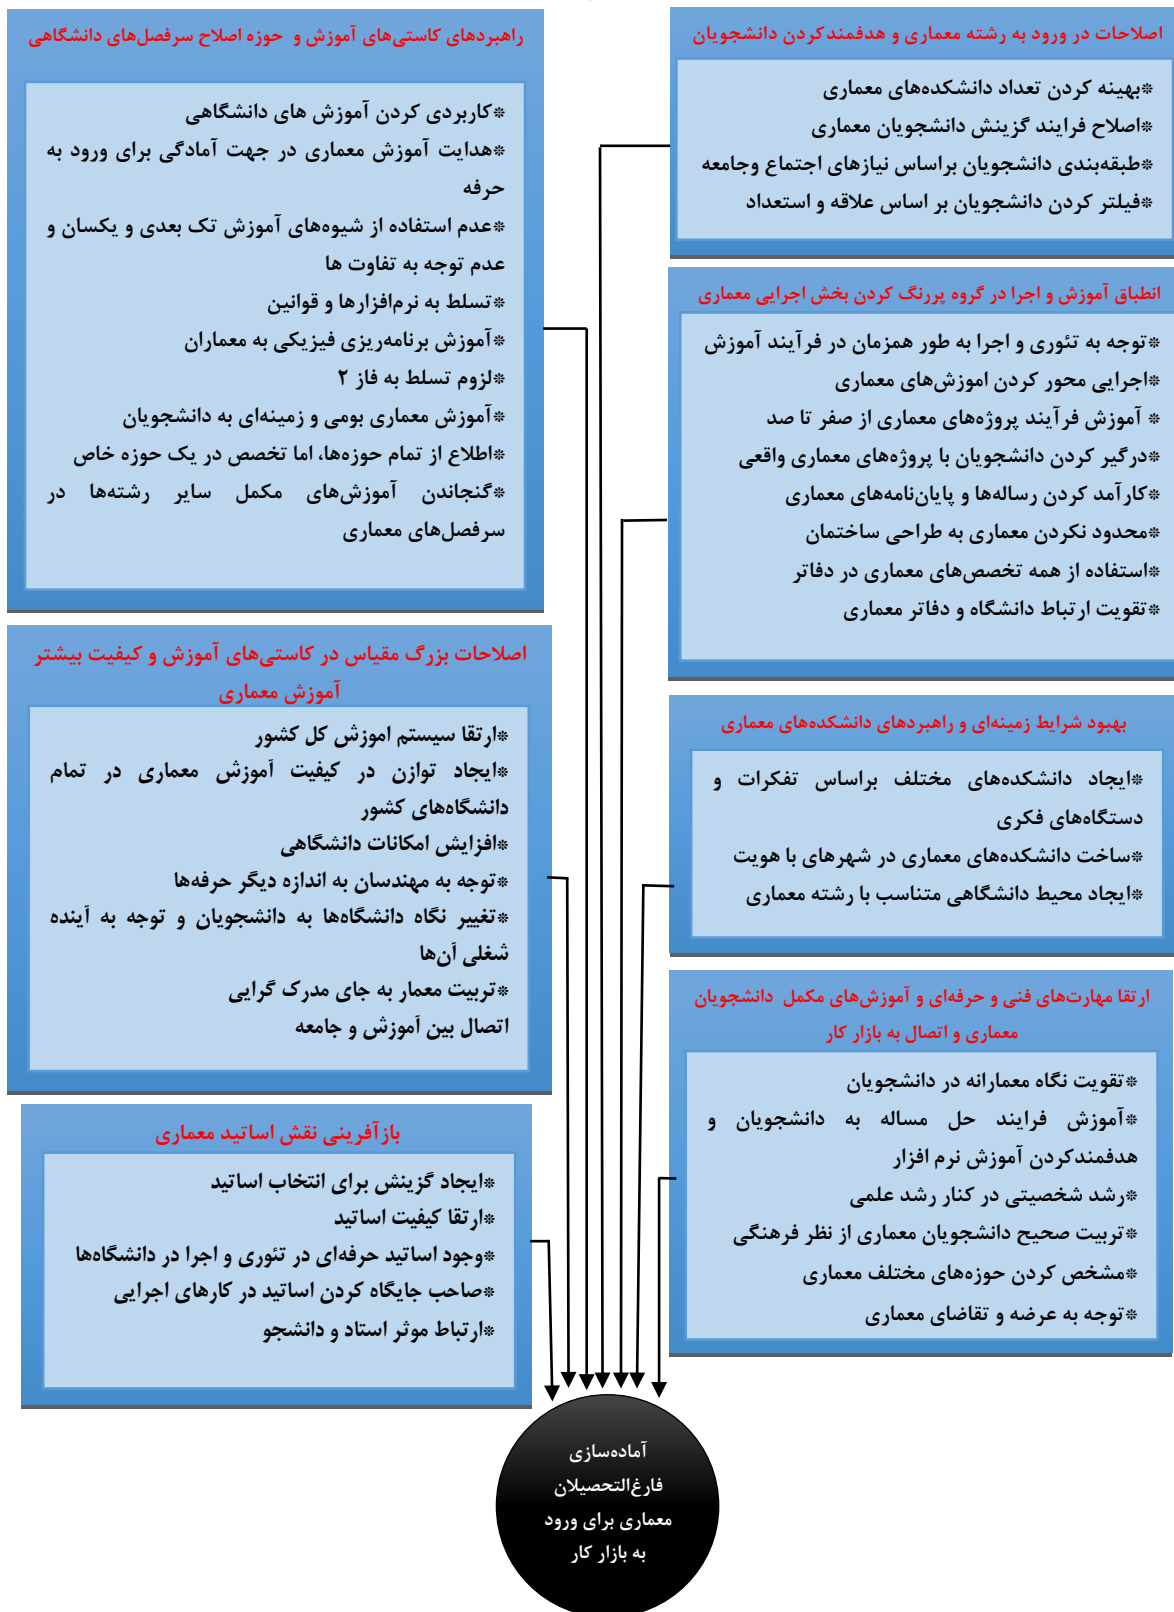 اصلاحات در ورود به رشته معماری و هدفمندکردن دانشجویان
*بهینه کردن تعداد دانشکده‌های معماری
*اصلاح فرایند گزینش دانشجویان معماری
*طبقه‌بندی دانشجویان براساس نیازهای اجتماع وجامعه
*فیلتر کردن دانشجویان بر اساس علاقه و استعداد
انطباق آموزش و اجرا در گروه پررنگ کردن بخش اجرایی معماری
*توجه به تئوری و اجرا به طور همزمان در فرآیند آموزش
*اجرایی محور کردن اموزش‌های معماری
* آموزش فرآیند پروژه‌های معماری از صفر تا صد
*درگیر کردن دانشجویان با پروژه‌های معماری واقعی
*کارآمد کردن رساله‌ها و پایان‌نامه‌های معماری
*محدود نکردن معماری به طراحی ساختمان
*استفاده از همه تخصص‌های معماری در دفاتر
*تقویت ارتباط دانشگاه و دفاتر معماری
بهبود شرایط زمینه‌ای و راهبردهای دانشکده‌های معماری
*ایجاد دانشکده‌های مختلف براساس تفکرات و
دستگاه‌های فکری
*ساخت دانشکده‌های معماری در شهرهای با هویت
*ایجاد محیط دانشگاهی متناسب با رشته معماری
ارتقا مهارت‌های فنی و حرفه‌ای و آموزش‌های مکمل دانشجویان
معماری و اتصال به بازار کار
*تقویت نگاه معمارانه در دانشجویان
*آموزش فرایند حل مساله به دانشجویان و
هدفمندکردن آموزش نرم افزار
*رشد شخصیتی در کنار رشد علمی
*تربیت صحیح دانشجویان معماری از نظر فرهنگی
*مشخص کردن حوزه‌های مختلف معماری
*توجه به عرضه و تقاضای معماری
راهبردهای کاستی‌های آموزش و حوزه اصلاح سرفصل‌های دانشگاهی
*کاربردی کردن آموزش های دانشگاهی
*هدایت آموزش معماری در جهت آمادگی برای ورود به
حرفه
*عدم استفاده از شیوه‌های آموزش تک بعدی و یکسان و
عدم توجه به تفاوت ها
*تسلط به نرم‌افزارها و قوانین
*آموزش برنامه‌ریزی فیزیکی به معماران
*لزوم تسلط به فاز ۲
*آموزش معماری بومی و زمینه‌ای به دانشجویان
*اطلاع از تمام حوزه‌ها، اما تخصص در یک حوزه خاص
*گنجاندن آموزش‌های مکمل سایر رشته‌ها در
سرفصل‌های معماری
اصلاحات بزرگ مقیاس در کاستی‌های آموزش و کیفیت بیشتر
آموزش معماری
*ارتقا سیستم اموزش کل کشور
*ایجاد توازن در کیفیت آموزش معماری در تمام
دانشگاه‌های کشور
*افزایش امکانات دانشگاهی
*توجه به مهندسان به اندازه دیگر حرفه‌ها
*تغییر نگاه دانشگاه‌ها به دانشجویان و توجه به آینده
شغلی آن‌ها
*تربیت معمار به جای مدرک گرایی
اتصال بین آموزش و جامعه
بازآفرینی نقش اساتید معماری
*ایجاد گزینش برای انتخاب اساتید
*ارتقا کیفیت اساتید
*وجود اساتید حرفه‌ای در تئوری و اجرا در دانشگاه‌ها
*صاحب جایگاه کردن اساتید در کارهای اجرایی
*ارتباط موثر استاد و دانشجو
آماده‌سازی
فارغ‌التحصیلان
معماری برای ورود
به بازار کار